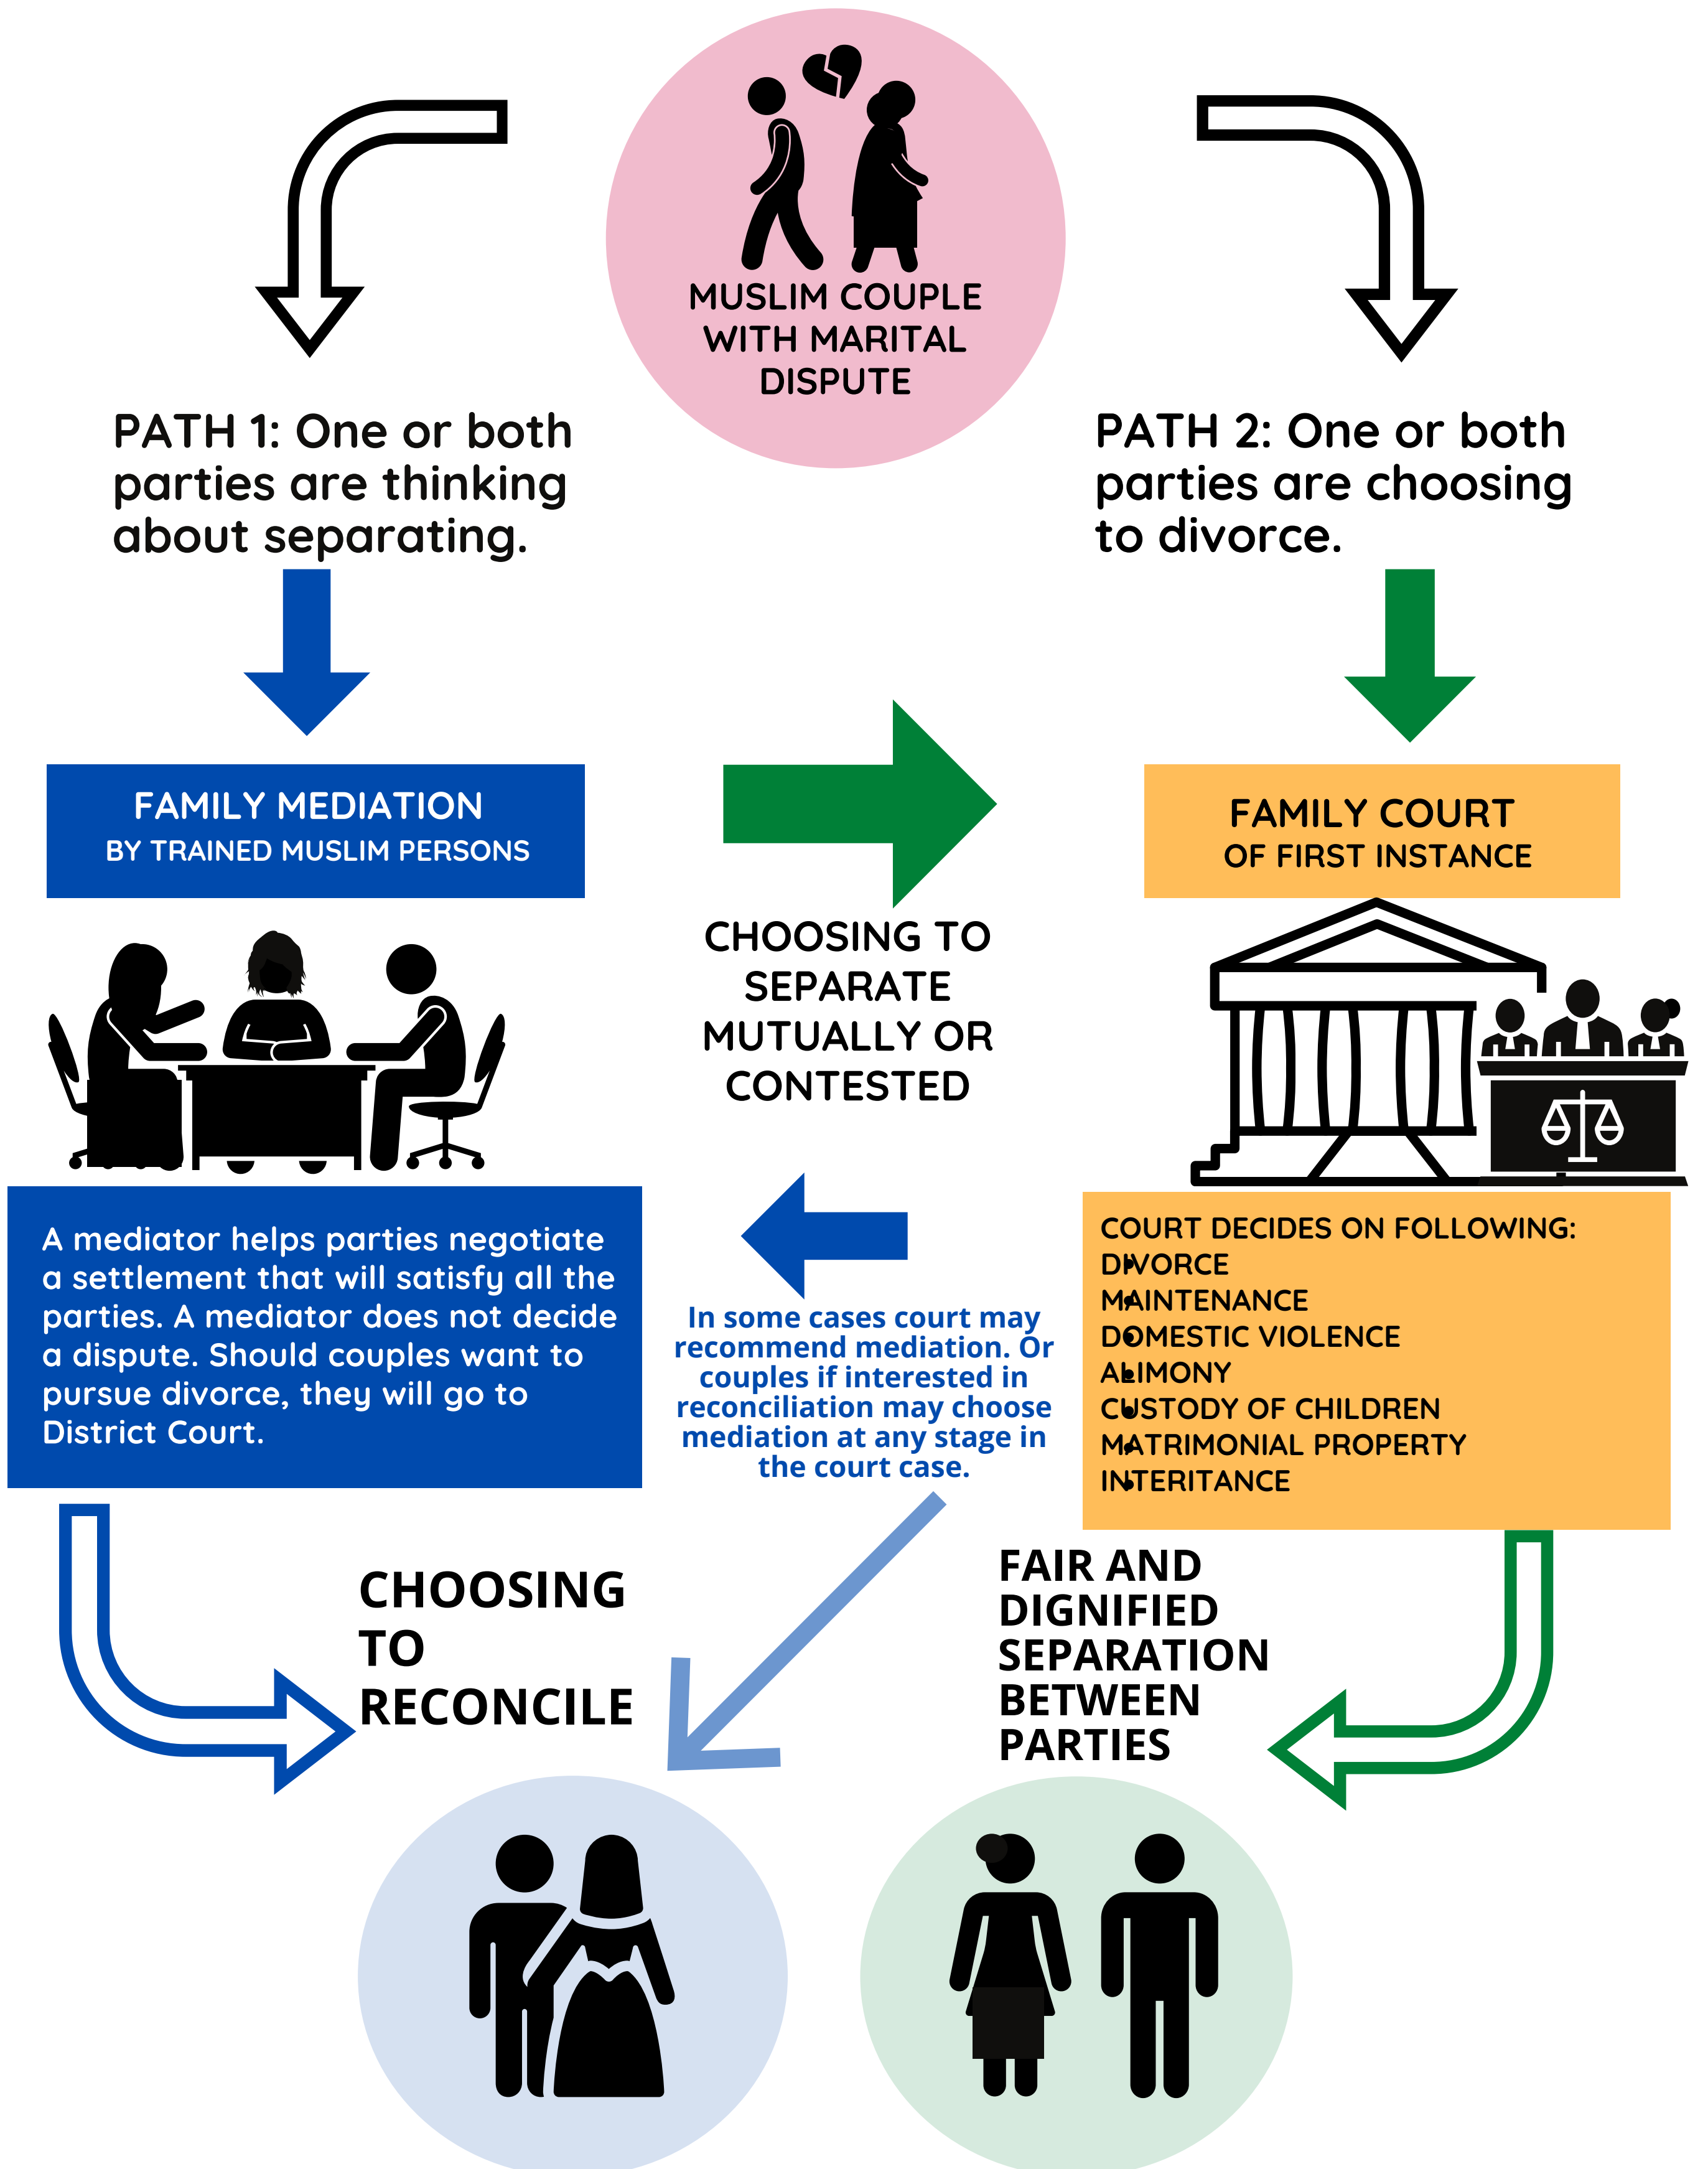 MUSLIM COUPLE
WITH MARITAL
DISPUTE
PATH 1: One or both
parties are thinking
about separating.
PATH 2: One or both
parties are choosing
to divorce.
FAMILY MEDIATION
BY TRAINED MUSLIM PERSONS
FAMILY COURT
OF FIRST INSTANCE
CHOOSING TO
SEPARATE
MUTUALLY OR
CONTESTED
A mediator helps parties negotiate
a settlement that will satisfy all the
parties. A mediator does not decide
a dispute. Should couples want to
pursue divorce, they will go to
District Court.
In some cases court may
recommend mediation. Or
couples if interested in
reconciliation may choose
mediation at any stage in
the court case.
COURT DECIDES ON FOLLOWING:
DIVORCE
MAINTENANCE
DOMESTIC VIOLENCE
ALIMONY
CUSTODY OF CHILDREN
MATRIMONIAL PROPERTY
INTERITANCE
CHOOSING
TO
RECONCILE
FAIR AND
DIGNIFIED
SEPARATION
BETWEEN
PARTIES